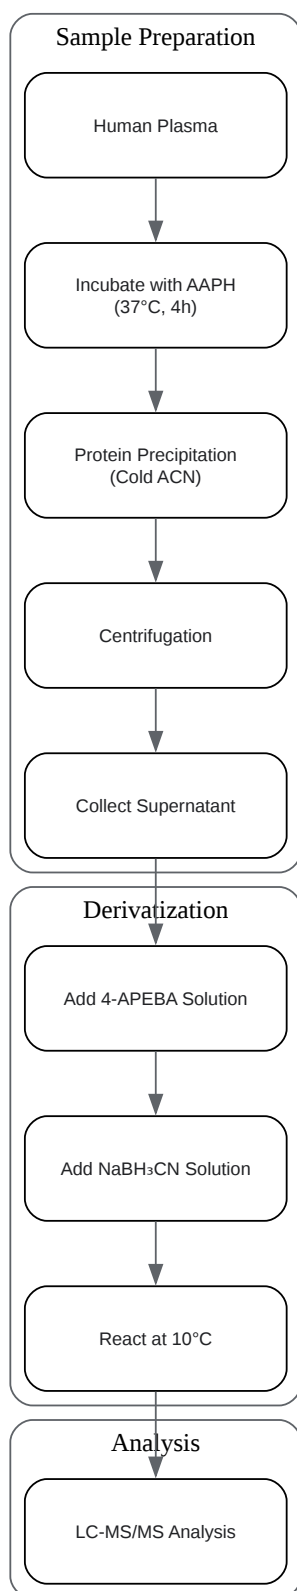 Sample Preparation
Human Plasma
Incubate with AAPH
(37°C, 4h)
Protein Precipitation
(Cold ACN)
Centrifugation
Collect Supernatant
Derivatization
Add 4-APEBA Solution
Add NaBH₃CN Solution
React at 10°C
Analysis
LC-MS/MS Analysis